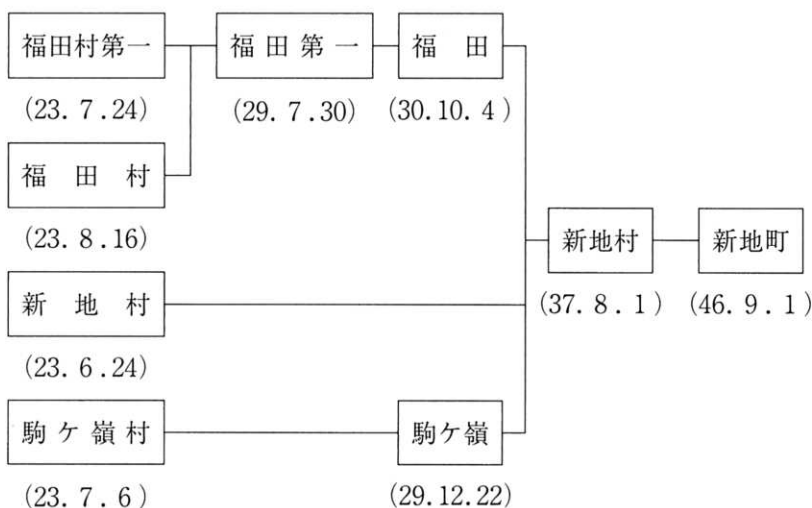 福田村第一
福田第一
福田
(23. 7. 24)
(29. 7. 30)
(30. 10. 4)
福田村
(23. 8. 16)
新地村
新地町
新地村
(37. 8. 1)
(46. 9. 1)
(23. 6. 24)
駒ケ嶺村
駒ケ嶺
(23. 7. 6)
(29. 12. 22)